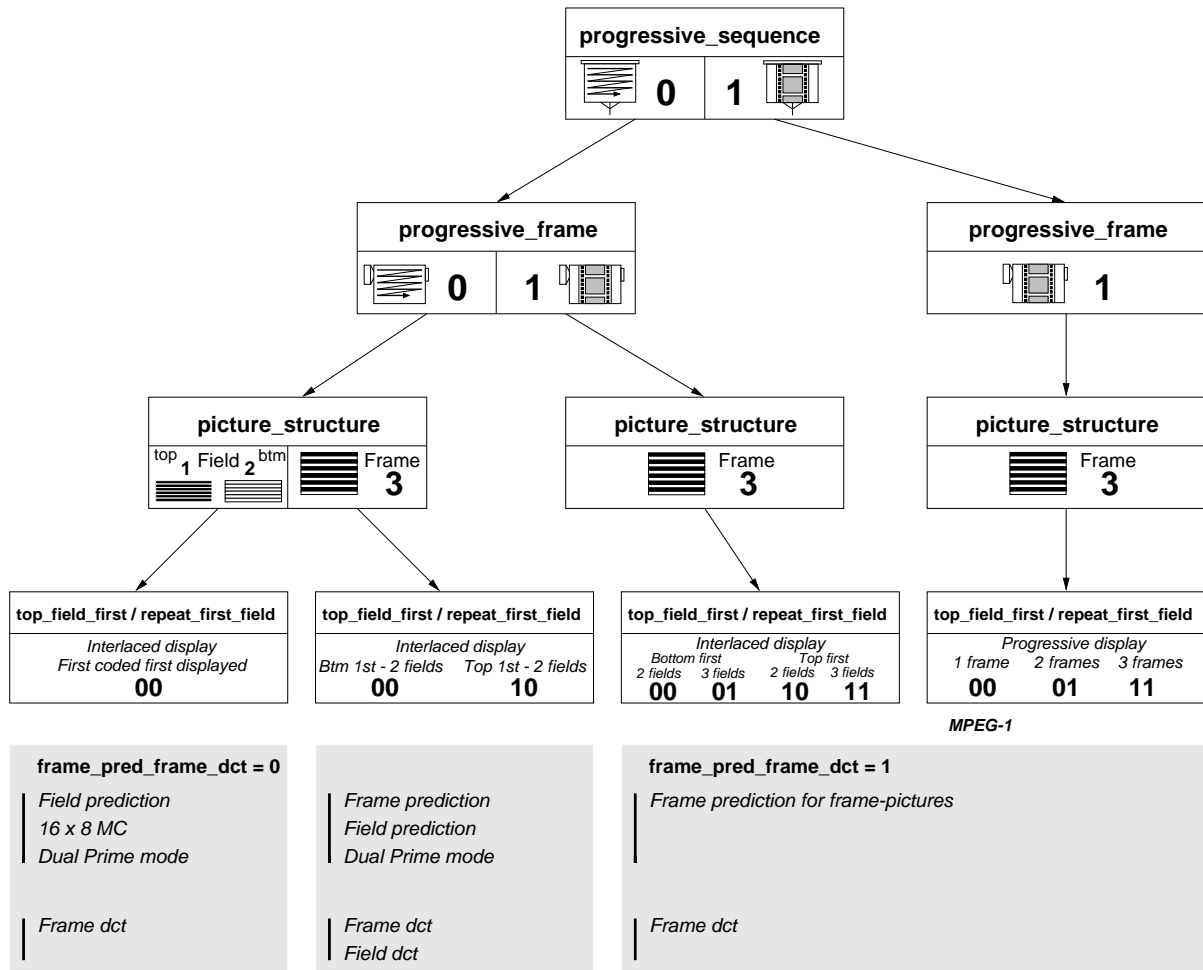 progressive_sequence
0 1
progressive_frame
0 1
progressive_frame
1
picture_structure
top 1 Field 2 btm
Frame
3
picture_structure
Frame
3
picture_structure
Frame
3
top_field_first / repeat_first_field
Interlaced display
First coded first displayed
00
top_field_first / repeat_first_field
Interlaced display
Btm 1st - 2 fields Top 1st - 2 fields
00 10
top_field_first / repeat_first_field
Interlaced display
Bottom first Top first
2 fields 3 fields 2 fields 3 fields
00 01 10 11
top_field_first / repeat_first_field
Progressive display
1 frame 2 frames 3 frames
00 01 11
MPEG-1
frame_pred_frame_dct = 0
Field prediction
16 x 8 MC
Dual Prime mode
Frame dct
Frame prediction
Field prediction
Dual Prime mode
Frame dct
Field dct
frame_pred_frame_dct = 1
Frame prediction for frame-pictures
Frame dct